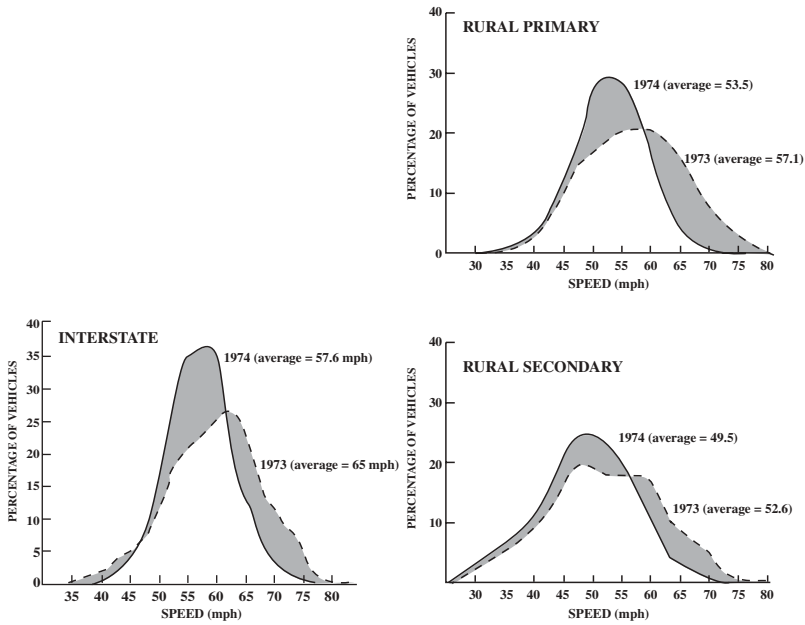 RURAL PRIMARY
PERCENTAGE OF VEHICLES
40
30
20
10
0
1974 (average = 53.5)
1973 (average = 57.1)
30 35 40 45 50 55 60 65 70 75 80
SPEED (mph)
INTERSTATE
PERCENTAGE OF VEHICLES
40
35
30
25
20
15
10
5
0
1974 (average = 57.6 mph)
1973 (average = 65 mph)
35 40 45 50 55 60 65 70 75 80
SPEED (mph)
RURAL SECONDARY
PERCENTAGE OF VEHICLES
40
30
20
10
1974 (average = 49.5)
1973 (average = 52.6)
30 35 40 45 50 55 60 65 70 75 80
SPEED (mph)